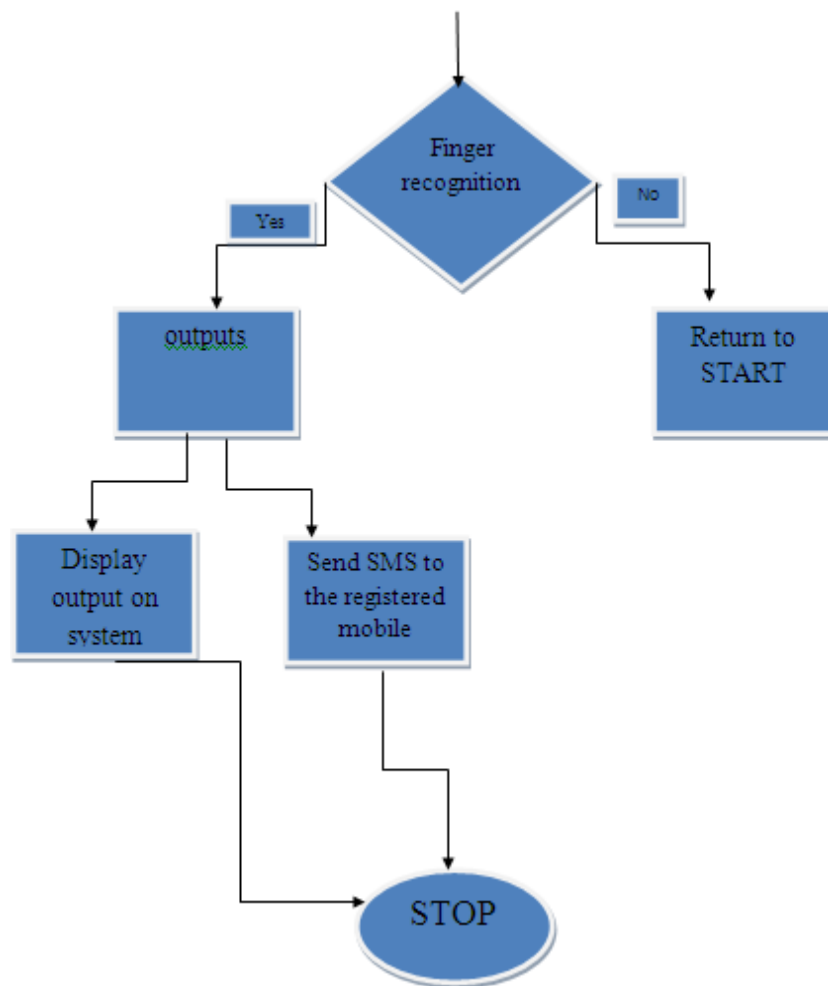 Finger
recognition
Yes
No
outputs
Return to
START
Display
output on
system
Send SMS to
the registered
mobile
STOP